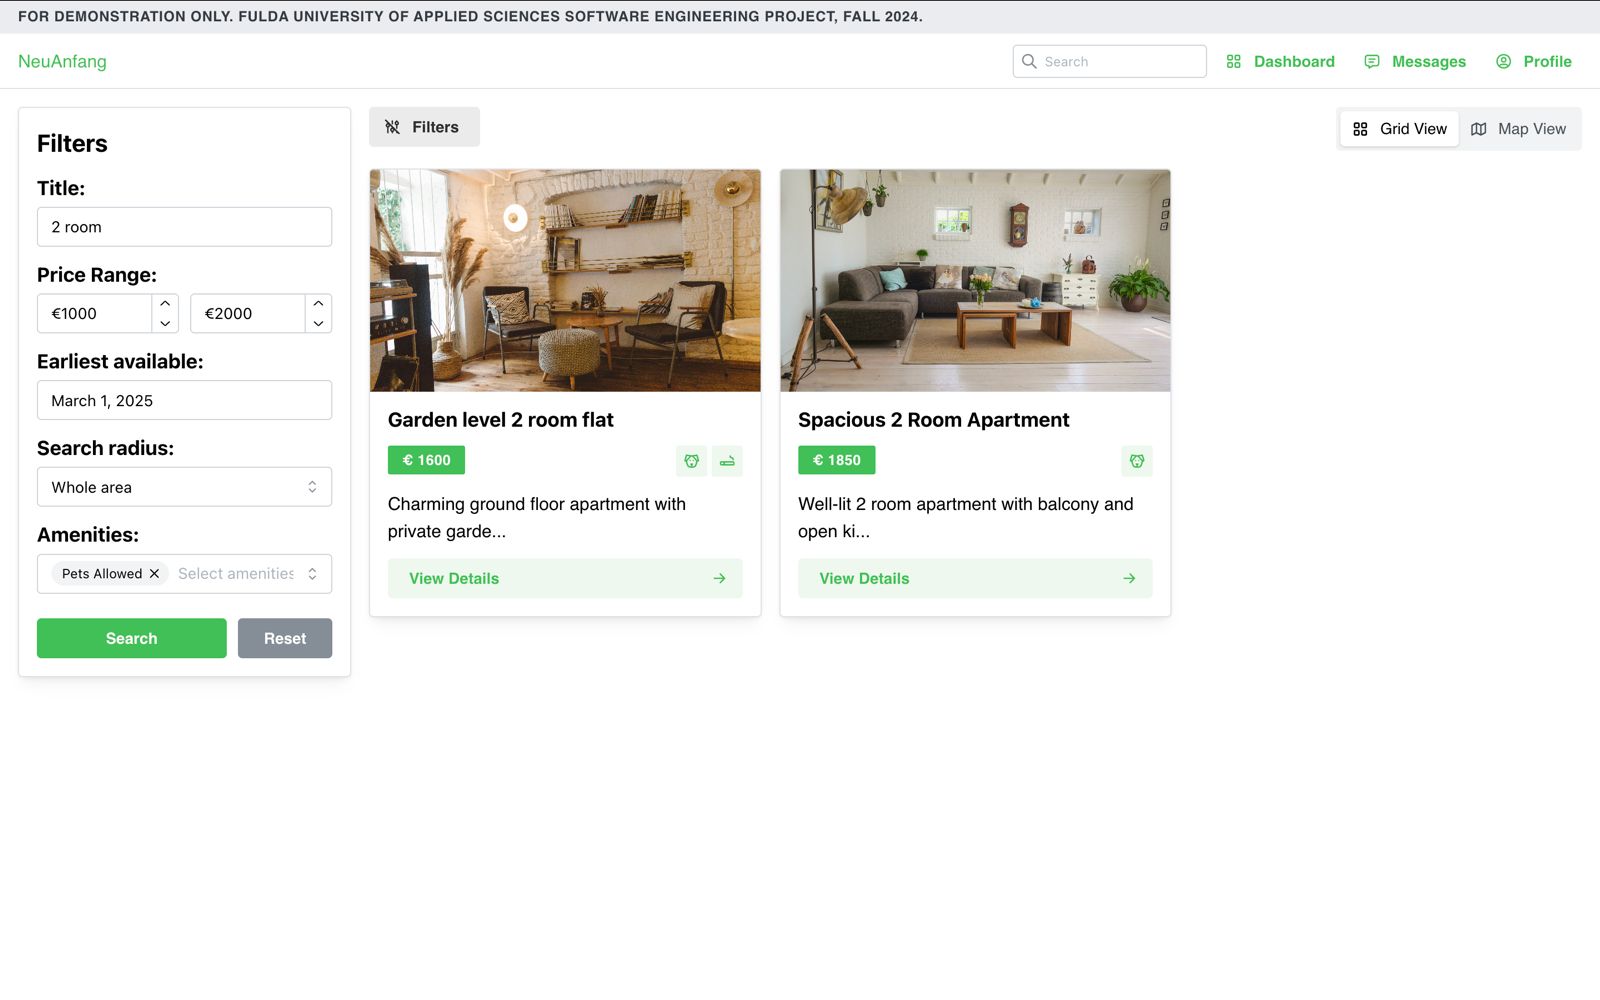 FOR DEMONSTRATION ONLY. FULDA UNIVERSITY OF APPLIED SCIENCES SOFTWARE ENGINEERING PROJECT, FALL 2024.
NeuAnfang
Search
Dashboard
Messages
Profile
Filters
Title:
2 room
Price Range:
€1000
€2000
Earliest available:
March 1, 2025
Search radius:
Whole area
Amenities:
Pets Allowed
Select amenities
Search
Reset
Filters
Grid View
Map View
Garden level 2 room flat
€ 1600
Charming ground floor apartment with
private garde...
View Details
Spacious 2 Room Apartment
€ 1850
Well-lit 2 room apartment with balcony and
open ki...
View Details